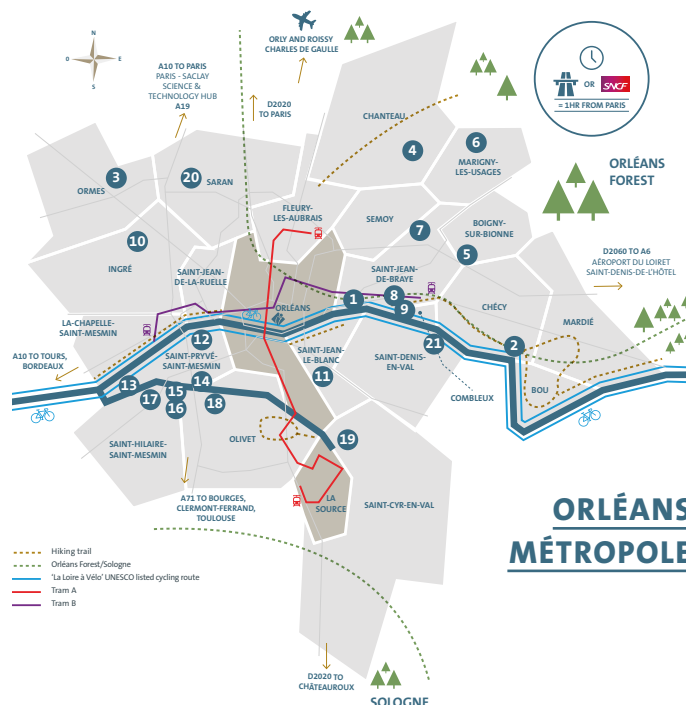 N
O
E
S
ORLY AND ROISSY
CHARLES DE GAULLE
A10 TO PARIS
PARIS - SACLAY
SCIENCE &
TECHNOLOGY HUB
A19
D2020
TO PARIS
OR
SNCF
= 1HR FROM PARIS
CHANTEAU
4
6
MARIGNY-
LES-USAGES
ORLÉANS
FOREST
3
ORMES
20
SARAN
FLEURY-
LES-AUBRAIS
SEMOY
7
BOIGNY-
SUR-BIONNE
5
10
INGRÉ
SAINT-JEAN-
DE-LA-RUELLE
SAINT-JEAN-
DE-BRAYE
D2060 TO A6
AÉROPORT DU LOIRET
SAINT-DENIS-DE-L'HÔTEL
ORLÉANS
1
8
9
CHÉCY
MARDIÉ
LA-CHAPELLE-
SAINT-MESMIN
12
21
2
A10 TO TOURS,
BORDEAUX
SAINT-PRYVÉ-
SAINT-MESMIN
SAINT-JEAN-
LE-BLANC
SAINT-DENIS-
EN-VAL
11
13
14
15
16
17
18
BOU
COMBLEUX
SAINT-HILAIRE-
SAINT-MESMIN
OLIVET
19
A71 TO BOURGES,
CLERMONT-FERRAND,
TOULOUSE
LA
SOURCE
SAINT-CYR-EN-VAL
ORLÉANS
MÉTROPOLE
Hiking trail
Orléans Forest/Sologne
'La Loire à Vélo' UNESCO listed cycling route
Tram A
Tram B
D2020 TO
CHÂTEAUROUX
SOLOGNE